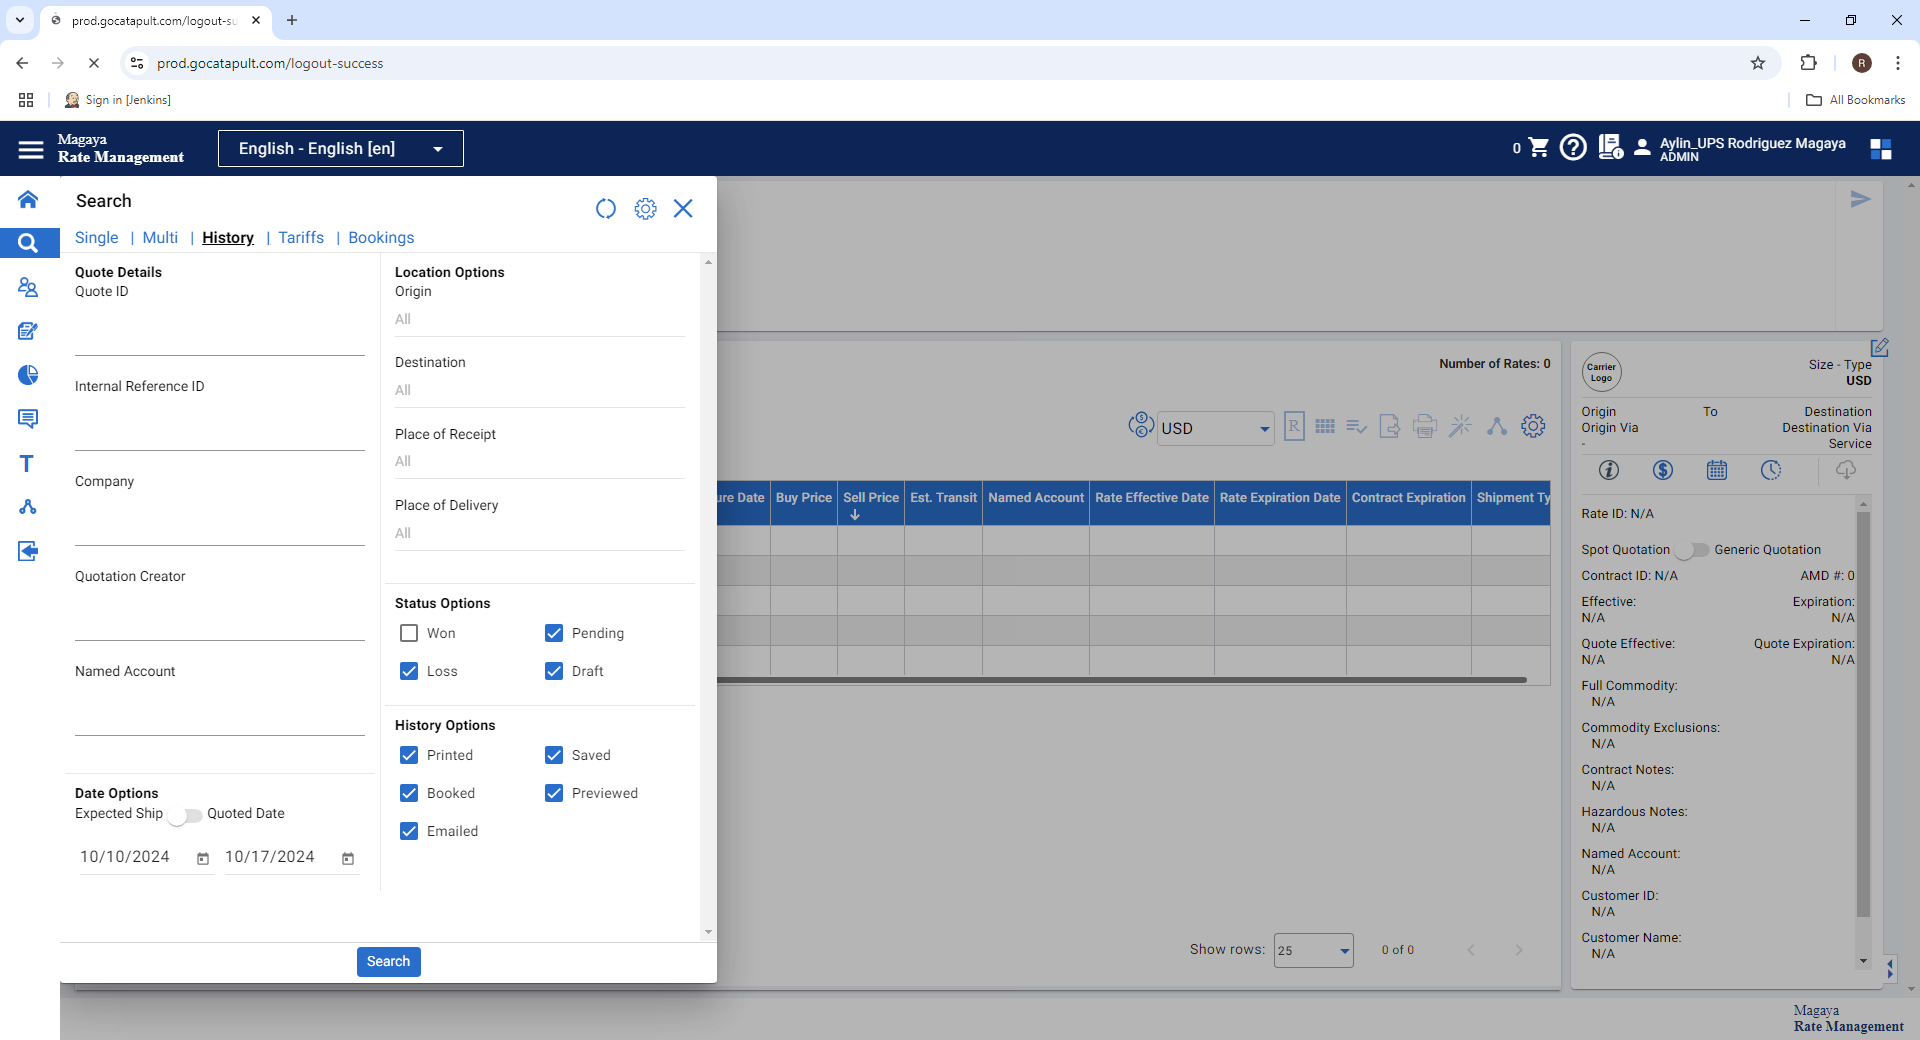 prod.gocatapult.com/logout-su
prod.gocatapult.com/logout-success
R
Sign in [Jenkins]
All Bookmarks
Magaya
Rate Management
English - English [en]
0
Aylin_UPS Rodriguez Magaya
ADMIN
Search
Single | Multi | History | Tariffs | Bookings
Quote Details
Quote ID
Internal Reference ID
Company
Quotation Creator
Named Account
Date Options
Expected Ship Quoted Date
10/10/2024 10/17/2024
Location Options
Origin
All
Destination
All
Place of Receipt
All
Place of Delivery
All
Status Options
Won Pending
Loss Draft
History Options
Printed Saved
Booked Previewed
Emailed
Search
Number of Rates: 0
USD
R
ure Date Buy Price Sell Price Est. Transit Named Account Rate Effective Date Rate Expiration Date Contract Expiration Shipment Ty
Show rows: 25 0 of 0
Carrier
Logo
Size - Type
USD
Origin To Destination
Origin Via Destination Via
- Service
Rate ID: N/A
Spot Quotation Generic Quotation
Contract ID: N/A AMD #: 0
Effective: Expiration:
N/A N/A
Quote Effective: Quote Expiration:
N/A N/A
Full Commodity:
N/A
Commodity Exclusions:
N/A
Contract Notes:
N/A
Hazardous Notes:
N/A
Named Account:
N/A
Customer ID:
N/A
Customer Name:
N/A
Magaya
Rate Management